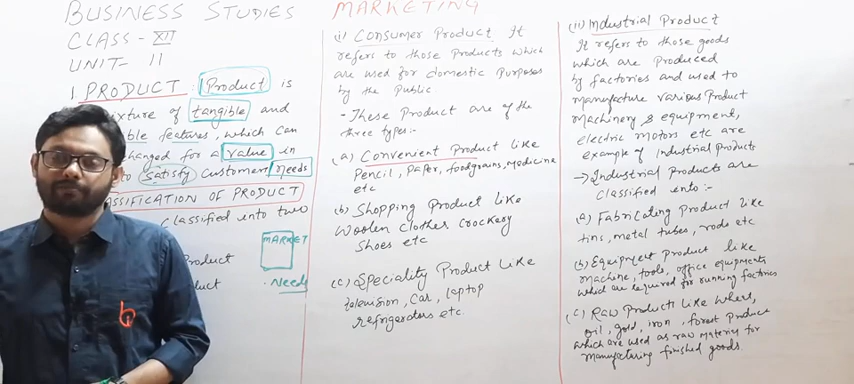 BUSINESS STUDIES
CLASS - XII
UNIT- 11
1. PRODUCT : Product is
ixture of tangible and
ble features, which can
changed for a value in
to Satisfy Customer needs
ASSIFICATION OF PRODUCT
Classified into two
MARKET
Product
duct
. Needs
MARKETING
(i) Consumer Product It
refers to those Products which
are used for domestic Purposes
by the Public
- These Product are of the
three types:-
(a) Convenient Product like
Pencil, Paper, foodgrains, medicine
etc
(b) Shopping Product like
Woolen clothes crockery
Shoes etc
(c) Speciality Product like
television, Car, laptop
refrigerators etc.
(ii) Industrial Product
It refers to those goods
which are Produced
by factories and used to
manufacture various Product
Machinery & equipment,
electric motors etc are
example of Industrial Product
→ Industrial Products are
classified into:-
(a) Fabricating Product like
tins, metal tubes, rods etc
(b) Equipment Product like
machine, tools, office equipments
which are required for running factories
(c) Raw Products like wheat,
oil, gold, iron, forest produce
which are used as raw material for
manufacturing finished goods.